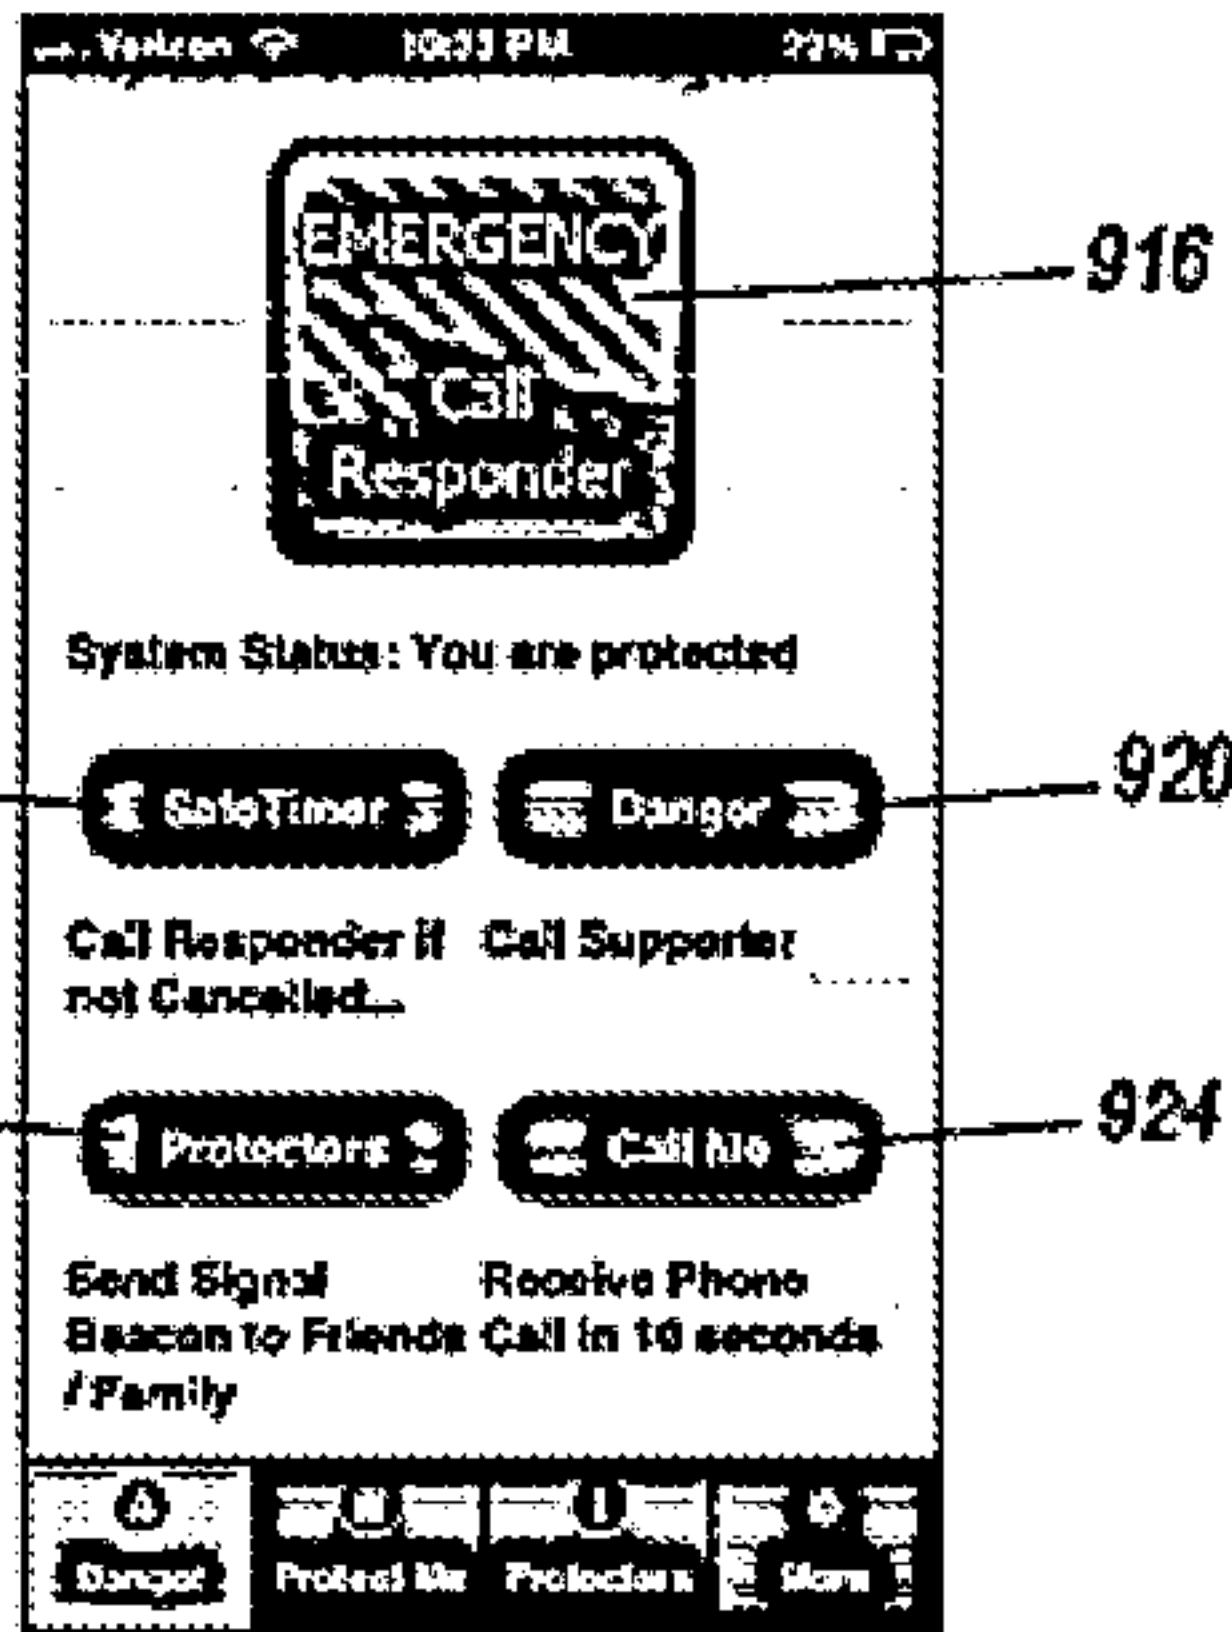 Verizon PM
EMERGENCY
916
Call
Responder
System Status: You are protected
920
SafeTimer Danger
Call Responder if Call Supporter
not Cancelled...
924
Protectors Call Me
Send Signal Receive Phone
Beacon to Friends Call in 10 seconds
/ Family
Danger Protect Me Protectors More